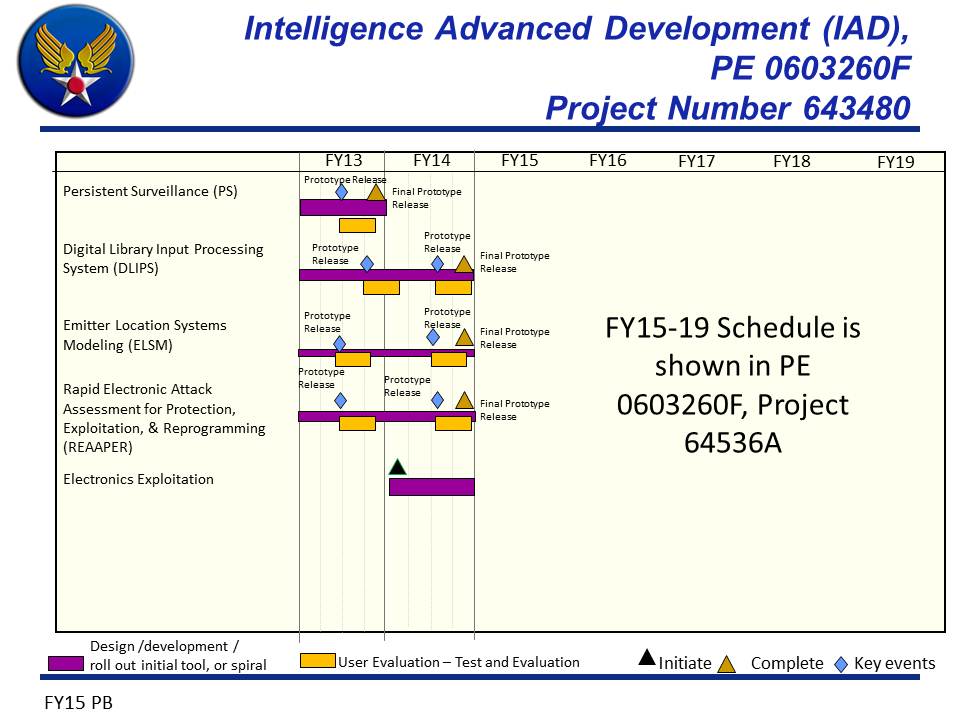 Intelligence Advanced Development (IAD),
PE 0603260F
Project Number 643480
FY13 FY14 FY15 FY16 FY17 FY18 FY19
Persistent Surveillance (PS)
Prototype Release
Final Prototype
Release
Digital Library Input Processing
System (DLIPS)
Prototype
Release
Prototype
Release
Final Prototype
Release
Emitter Location Systems
Modeling (ELSM)
Prototype
Release
Prototype
Release
Final Prototype
Release
Rapid Electronic Attack
Assessment for Protection,
Exploitation, & Reprogramming
(REAAPER)
Prototype
Release
Prototype
Release
Final Prototype
Release
Electronics Exploitation
FY15-19 Schedule is
shown in PE
0603260F, Project
64536A
Design /development /
roll out initial tool, or spiral
User Evaluation – Test and Evaluation
Initiate
Complete
Key events
FY15 PB